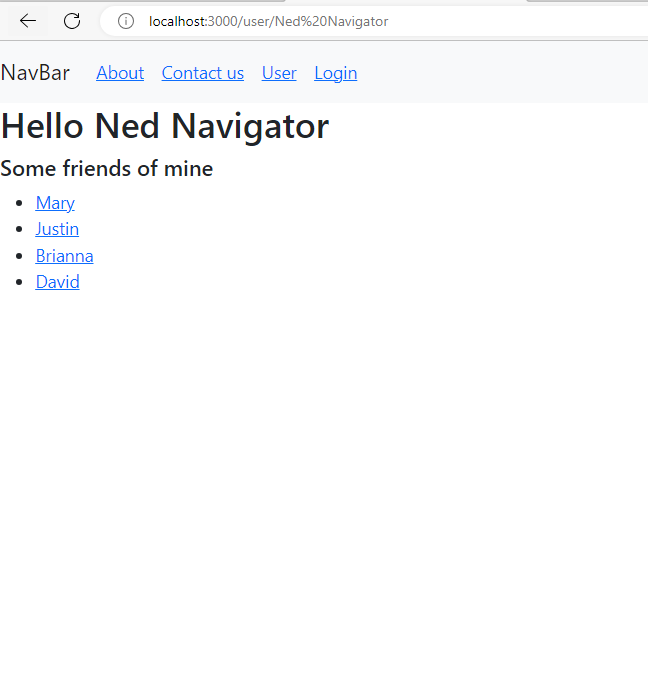 localhost:3000/user/Ned%20Navigator
NavBar About Contact us User Login
Hello Ned Navigator
Some friends of mine
Mary
Justin
Brianna
David